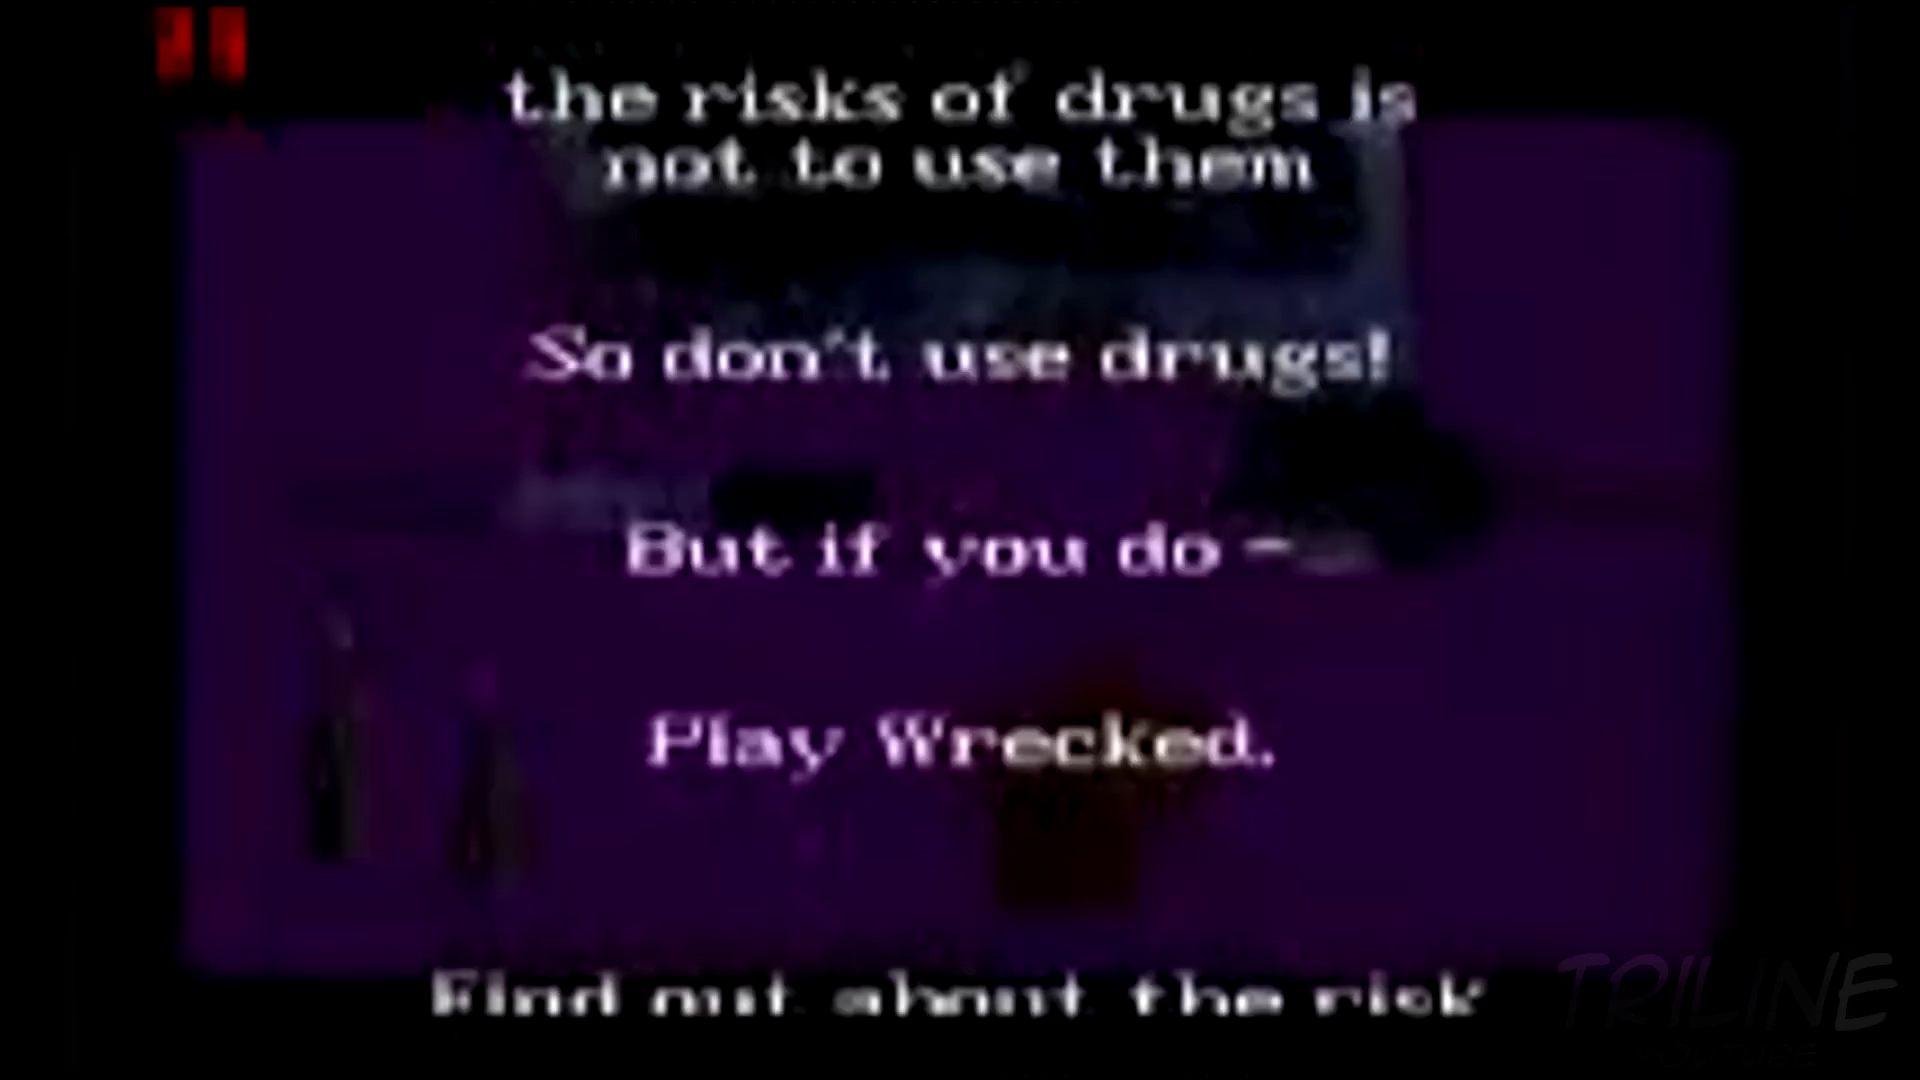 the risks of drugs is
not to use them
So don't use drugs!
But if you do -
Play Wrecked.
Find out about the risk
TRILINE